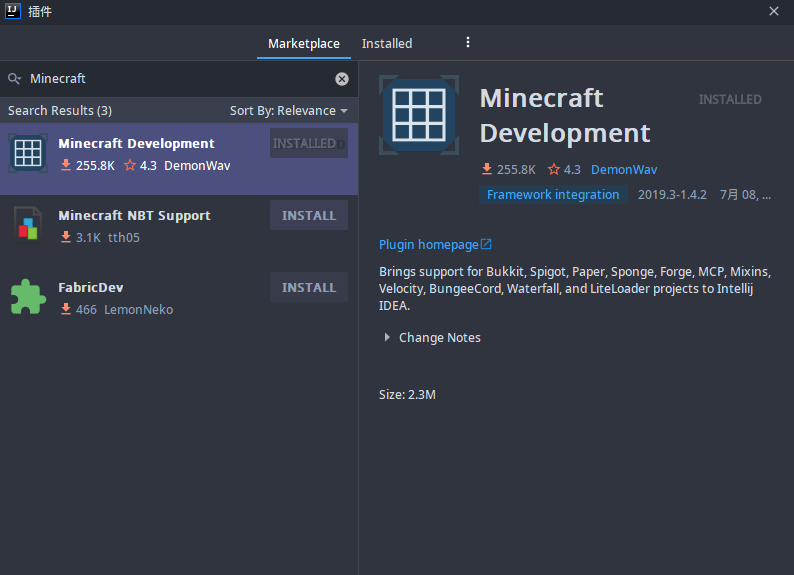 IJ 插件
Marketplace Installed
Minecraft
Search Results (3) Sort By: Relevance
Minecraft Development INSTALLED
255.8K 4.3 DemonWav
Minecraft NBT Support INSTALL
3.1K tth05
FabricDev INSTALL
466 LemonNeko
Minecraft
Development
INSTALLED
255.8K 4.3 DemonWav
Framework integration 2019.3-1.4.2 7月 08, ...
Plugin homepage
Brings support for Bukkit, Spigot, Paper, Sponge, Forge, MCP, Mixins,
Velocity, BungeeCord, Waterfall, and LiteLoader projects to Intellij
IDEA.
Change Notes
Size: 2.3M